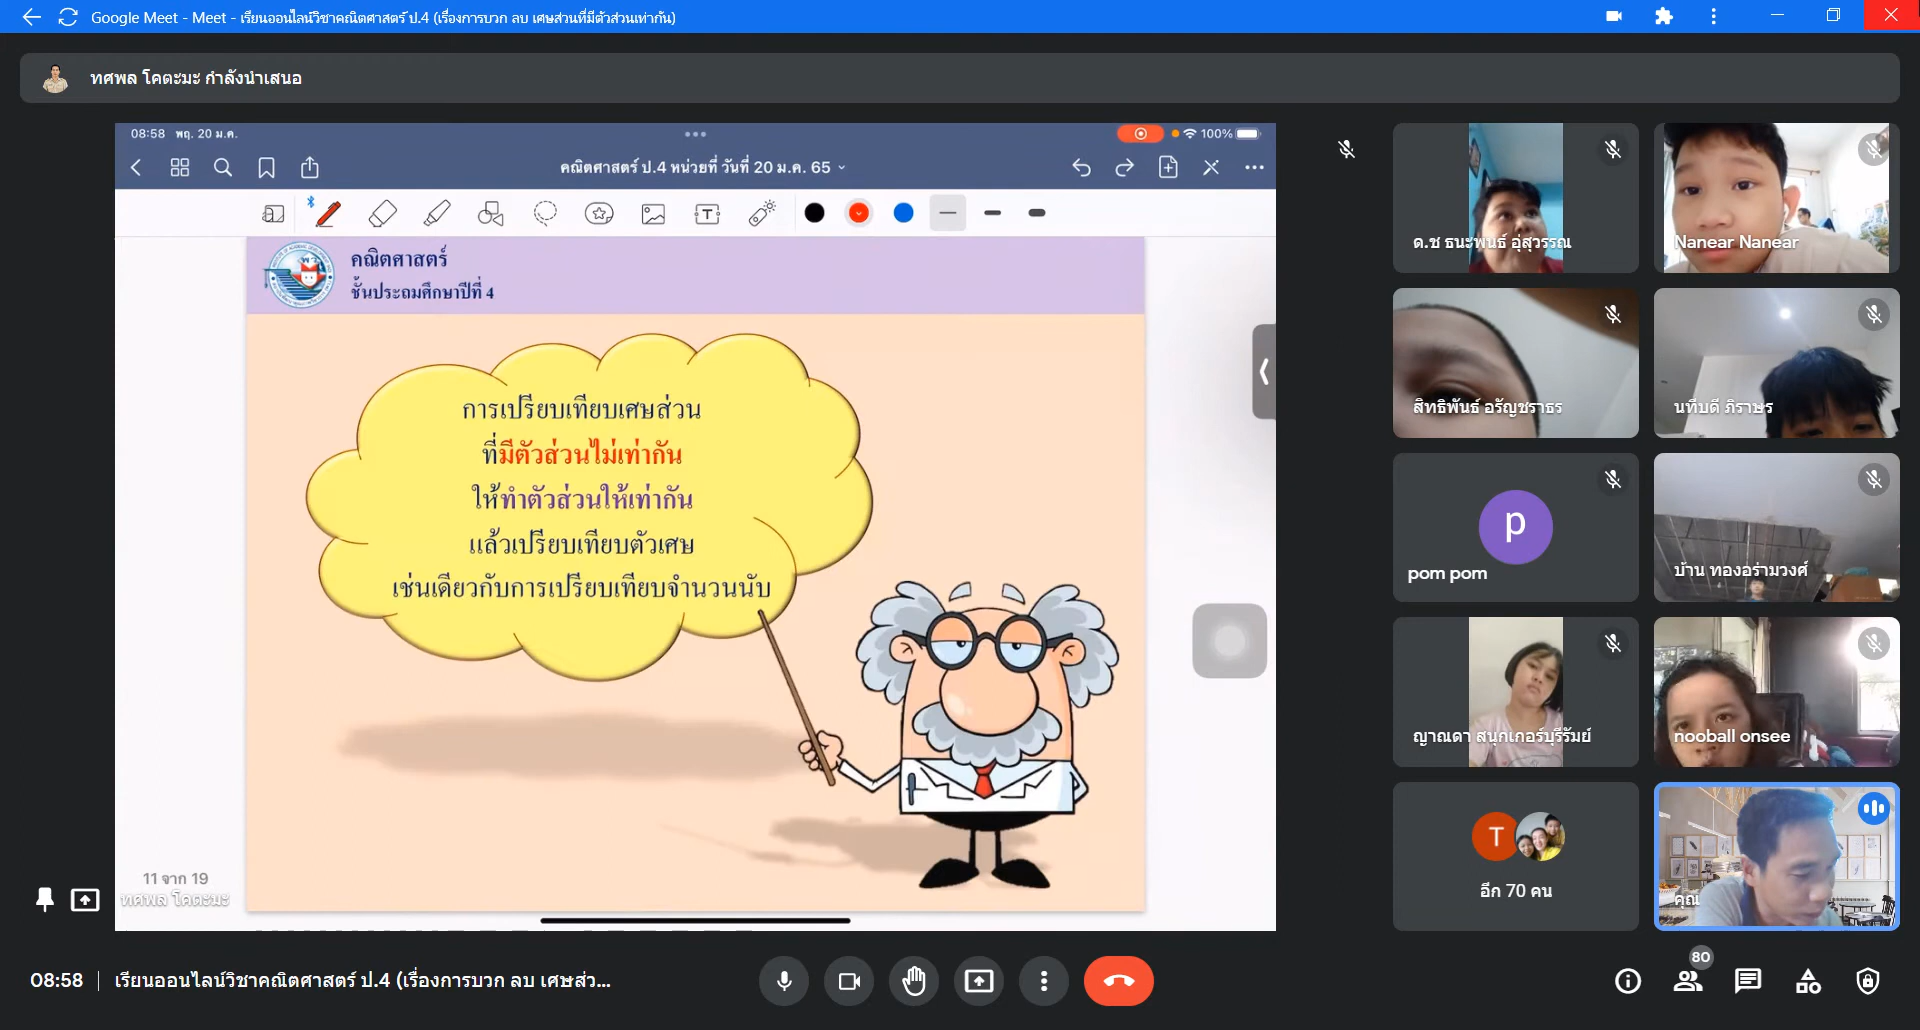 Google Meet - Meet - เรียนออนไลน์วิชาคณิตศาสตร์ ป.4 (เรื่องการบวก ลบ เศษส่วนที่มีตัวส่วนเท่ากัน)
ทศพล โคตะมะ กำลังนำเสนอ
08:58 พฤ. 20 ม.ค.
100%
คณิตศาสตร์ ป.4 หน่วยที่ วันที่ 20 ม.ค. 65
คณิตศาสตร์
ชั้นประถมศึกษาปีที่ 4
การเปรียบเทียบเศษส่วน
ที่มีตัวส่วนไม่เท่ากัน
ให้ทำตัวส่วนให้เท่ากัน
แล้วเปรียบเทียบตัวเศษ
เช่นเดียวกับการเปรียบเทียบจำนวนนับ
11 จาก 19
ทศพล โคตะมะ
ด.ช ธนะพนธ์ อุ่สุวรรณ
Nanear Nanear
สิทธิพันธ์ อรัญชราธร
นทีบดี ภิราษร
p
pom pom
บ้าน ทองอร่ามวงศ์
ญาณดา สนุกเกอร์บุรีรัมย์
nooball onsee
T
อีก 70 คน
คุณ
08:58
เรียนออนไลน์วิชาคณิตศาสตร์ ป.4 (เรื่องการบวก ลบ เศษส่ว...
80